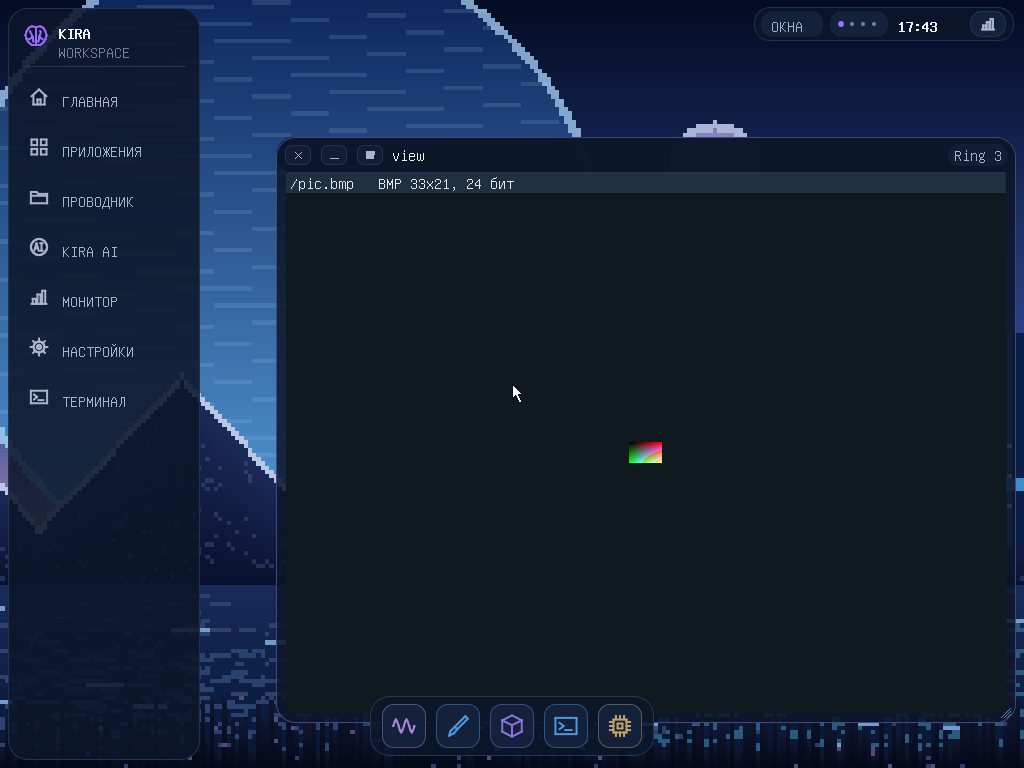 KIRA
WORKSPACE
ГЛАВНАЯ
ПРИЛОЖЕНИЯ
ПРОВОДНИК
KIRA AI
МОНИТОР
НАСТРОЙКИ
ТЕРМИНАЛ
ОКНА
17:43
view
Ring 3
/pic.bmp BMP 33x21, 24 бит